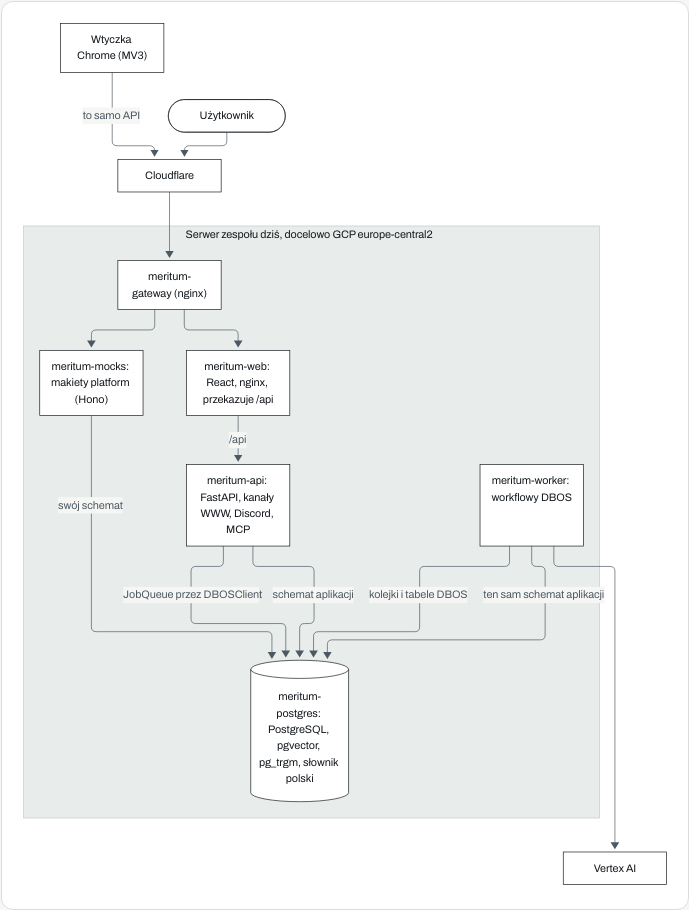 Wtyczka
Chrome (MV3)
to samo API
Użytkownik
Cloudflare
Serwer zespołu dziś, docelowo GCP europe-central2
meritum-
gateway (nginx)
meritum-mocks:
makiety platform
(Hono)
meritum-web:
React, nginx,
przekazuje /api
/api
swój schemat
meritum-api:
FastAPI, kanały
WWW, Discord,
MCP
meritum-worker:
workflowy DBOS
JobQueue przez DBOSClient
schemat aplikacji
kolejki i tabele DBOS
ten sam schemat aplikacji
meritum-
postgres:
PostgreSQL,
pgvector,
pg_trgm, słownik
polski
Vertex AI